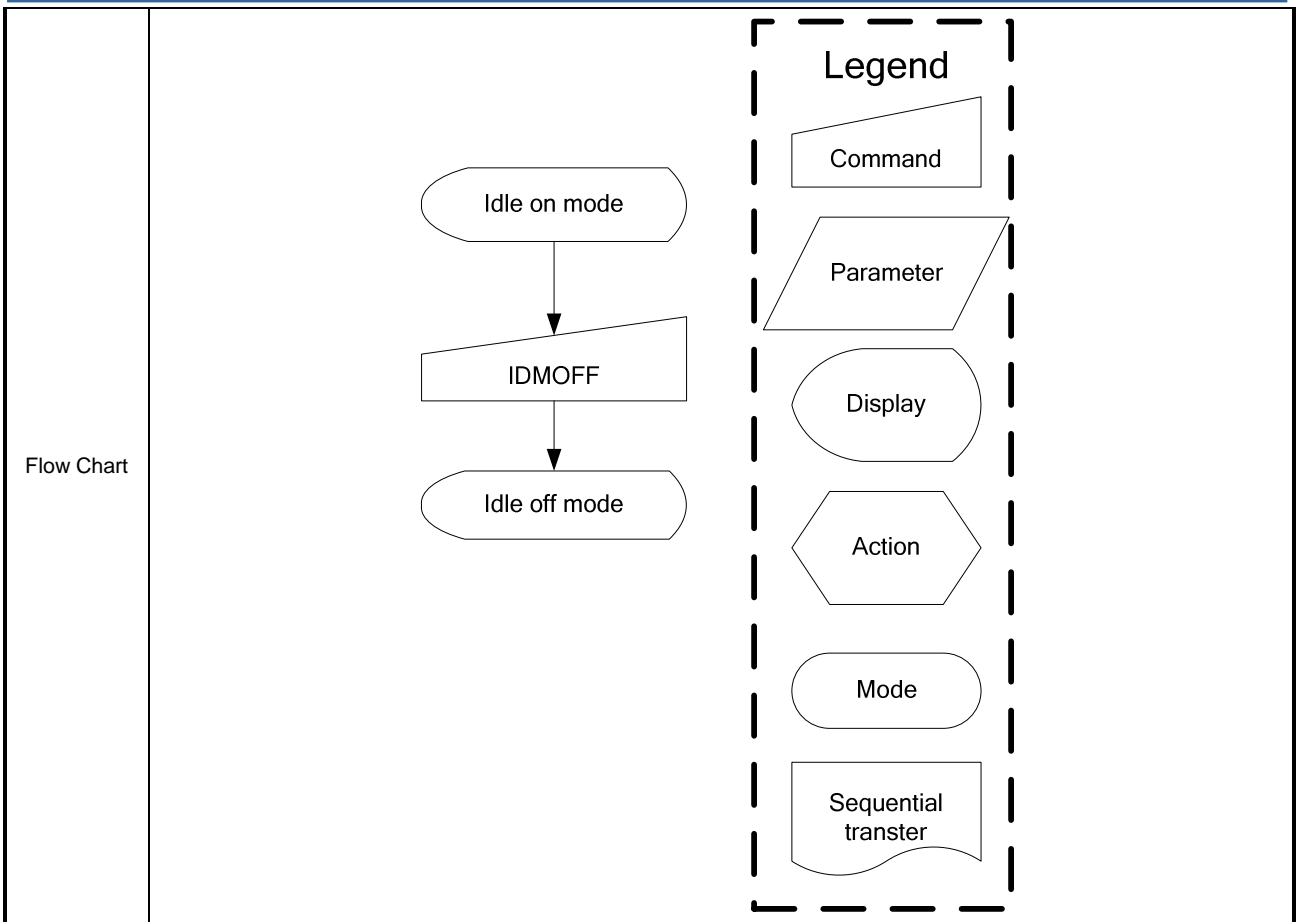 Flow Chart
Idle on mode
IDMOFF
Idle off mode
Legend
Command
Parameter
Display
Action
Mode
Sequential
transter